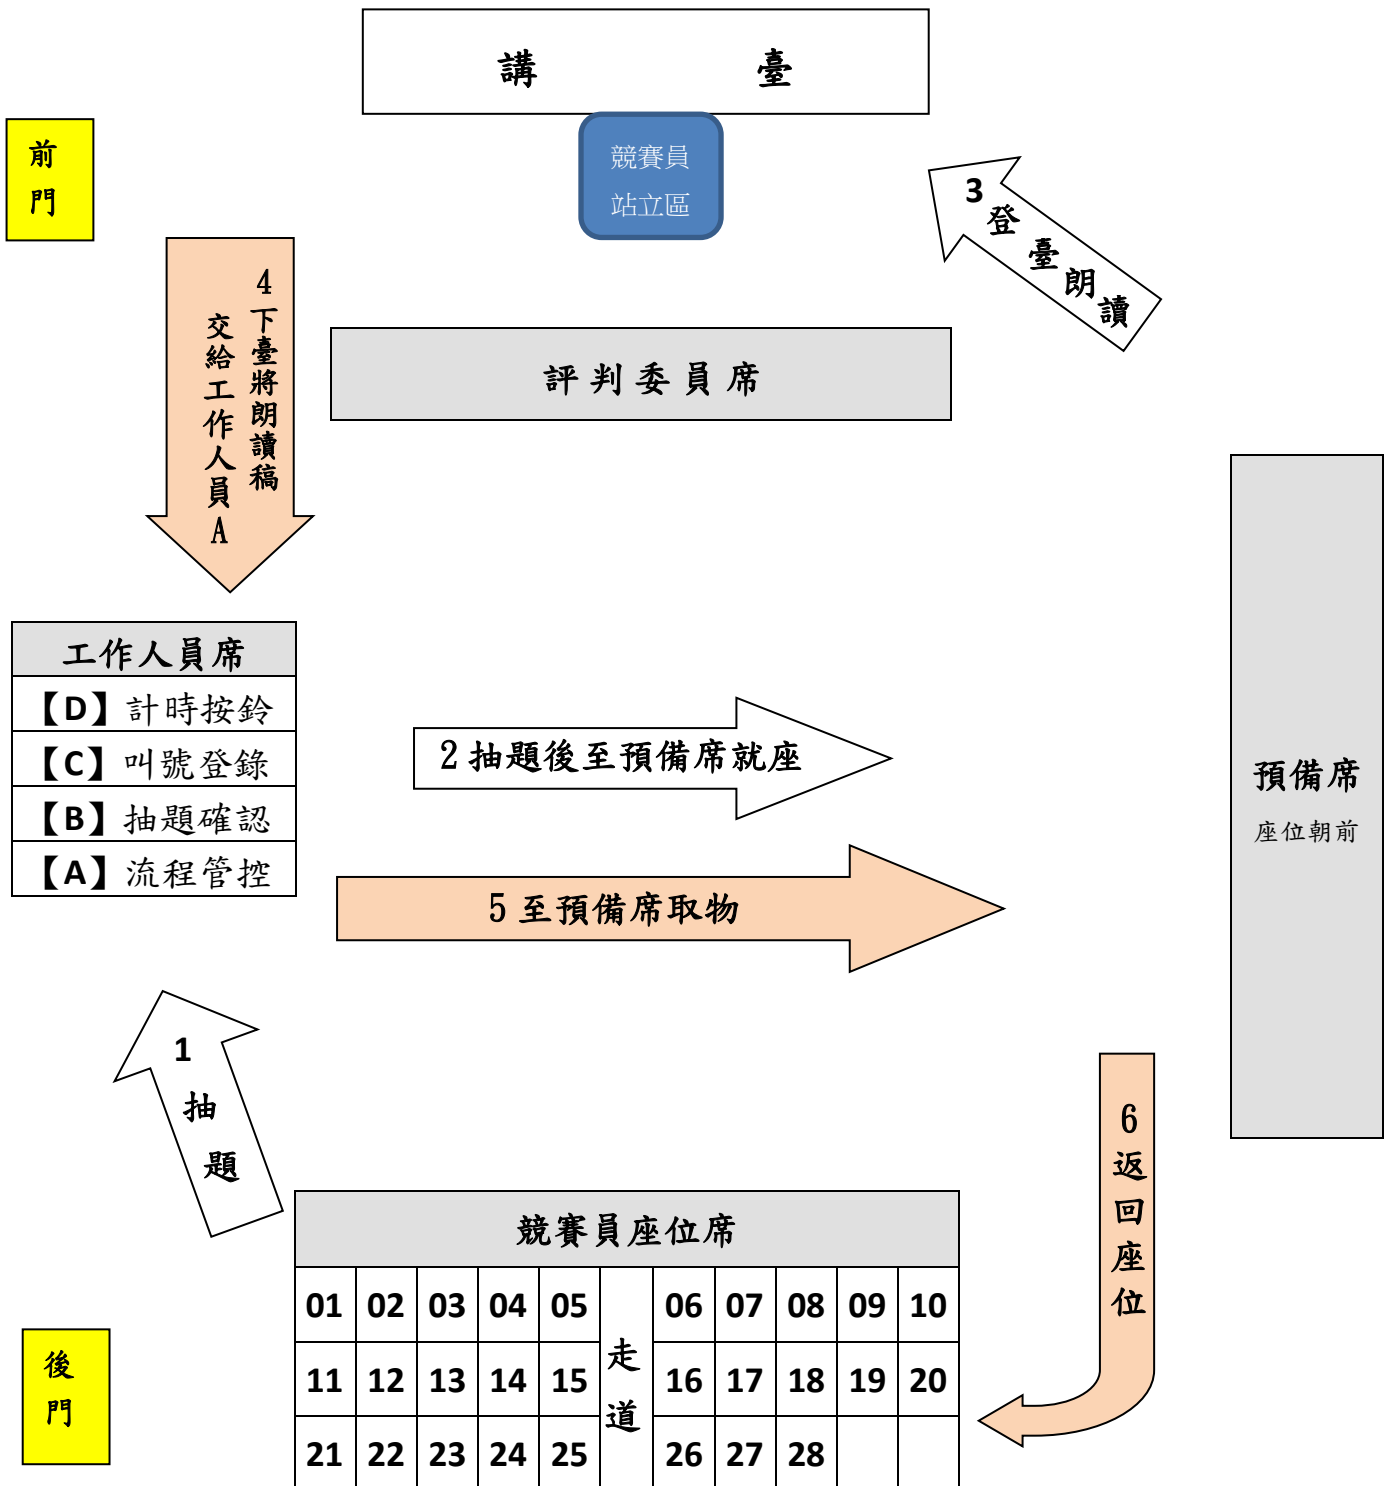 講 臺
競賽員
站立區
前門
3 登臺朗讀
4 下臺將朗讀稿
交給工作人員A
評判委員席
工作人員席
【D】計時按鈴
【C】叫號登錄
【B】抽題確認
【A】流程管控
2 抽題後至預備席就座
預備席
座位朝前
5 至預備席取物
1 抽題
6 返回座位
競賽員座位席
01 02 03 04 05 06 07 08 09 10
走道
11 12 13 14 15 16 17 18 19 20
21 22 23 24 25 26 27 28
後門